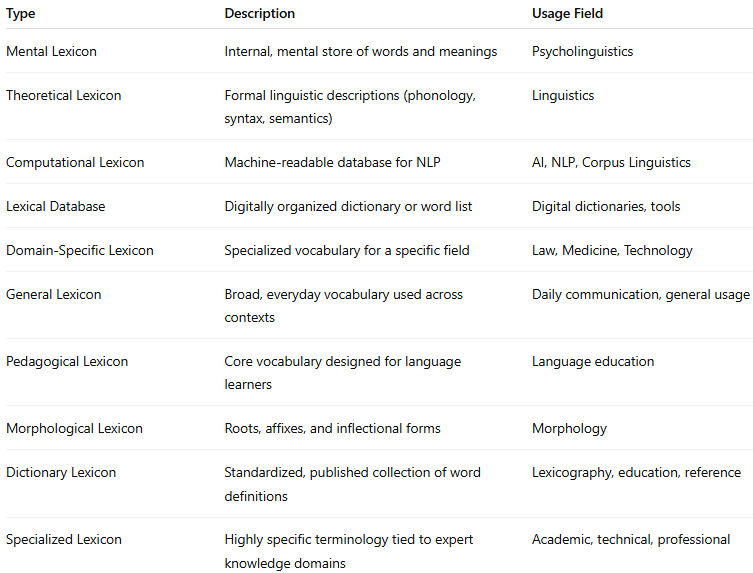 Type Description Usage Field
Mental Lexicon Internal, mental store of words and meanings Psycholinguistics
Theoretical Lexicon Formal linguistic descriptions (phonology, Linguistics
syntax, semantics)
Computational Lexicon Machine-readable database for NLP AI, NLP, Corpus Linguistics
Lexical Database Digitally organized dictionary or word list Digital dictionaries, tools
Domain-Specific Lexicon Specialized vocabulary for a specific field Law, Medicine, Technology
General Lexicon Broad, everyday vocabulary used across Daily communication, general usage
contexts
Pedagogical Lexicon Core vocabulary designed for language Language education
learners
Morphological Lexicon Roots, affixes, and inflectional forms Morphology
Dictionary Lexicon Standardized, published collection of word Lexicography, education, reference
definitions
Specialized Lexicon Highly specific terminology tied to expert Academic, technical, professional
knowledge domains